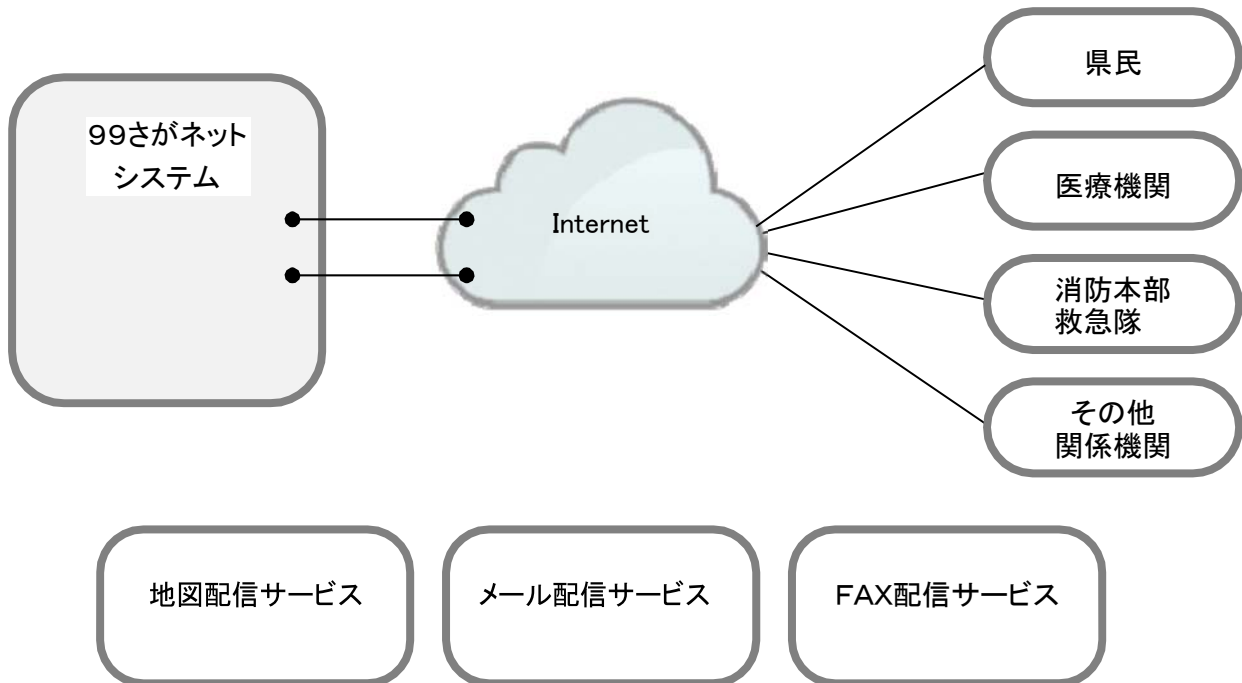 県民
99さがネット
システム
医療機関
Internet
消防本部
救急隊
その他
関係機関
地図配信サービス
メール配信サービス
FAX配信サービス